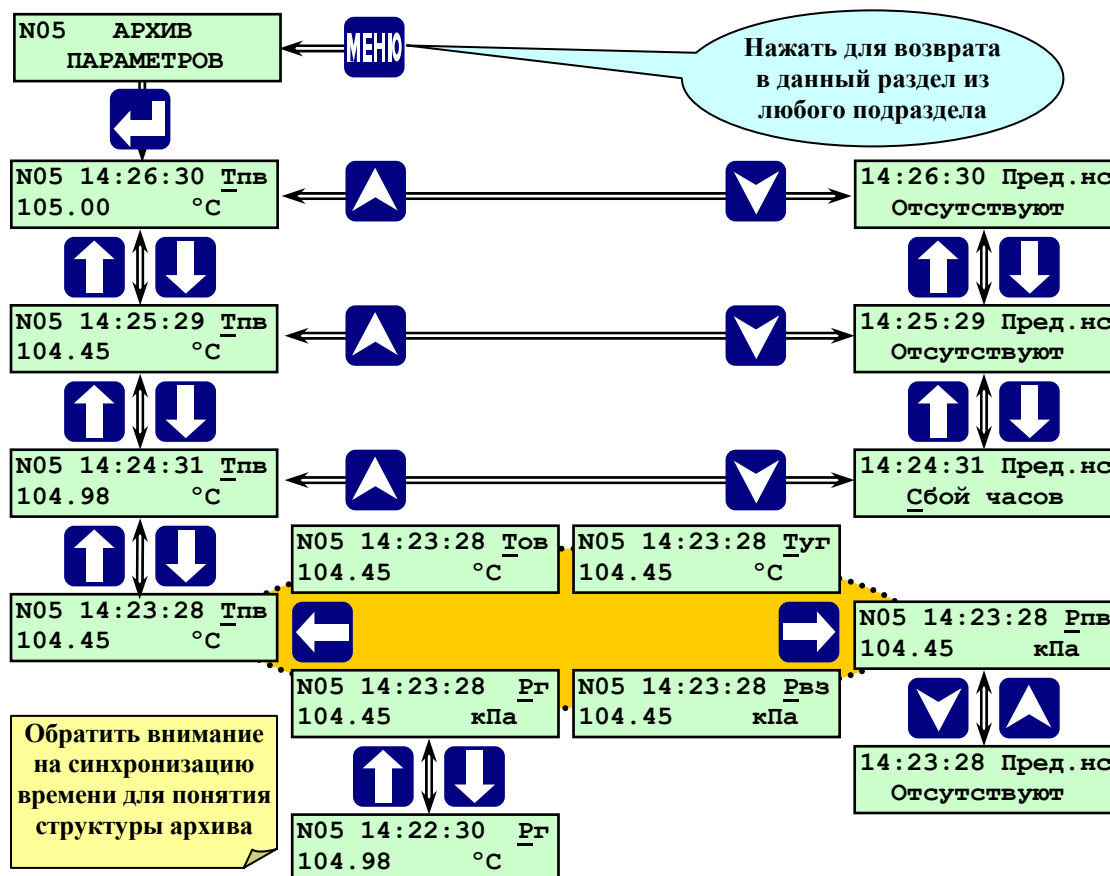 N05 АРХИВ
ПАРАМЕТРОВ
МЕНЮ
Нажать для возврата
в данный раздел из
любого подраздела
N05 14:26:30 Тпв
105.00 °С
14:26:30 Пред.нс
Отсутствуют
N05 14:25:29 Тпв
104.45 °С
14:25:29 Пред.нс
Отсутствуют
N05 14:24:31 Тпв
104.98 °С
14:24:31 Пред.нс
Сбой часов
N05 14:23:28 Тов
104.45 °С
N05 14:23:28 Туг
104.45 °С
N05 14:23:28 Тпв
104.45 °С
N05 14:23:28 Рпв
104.45 кПа
N05 14:23:28 Рг
104.45 кПа
N05 14:23:28 Рвз
104.45 кПа
Обратить внимание
на синхронизацию
времени для понятия
структуры архива
14:23:28 Пред.нс
Отсутствуют
N05 14:22:30 Рг
104.98 °С